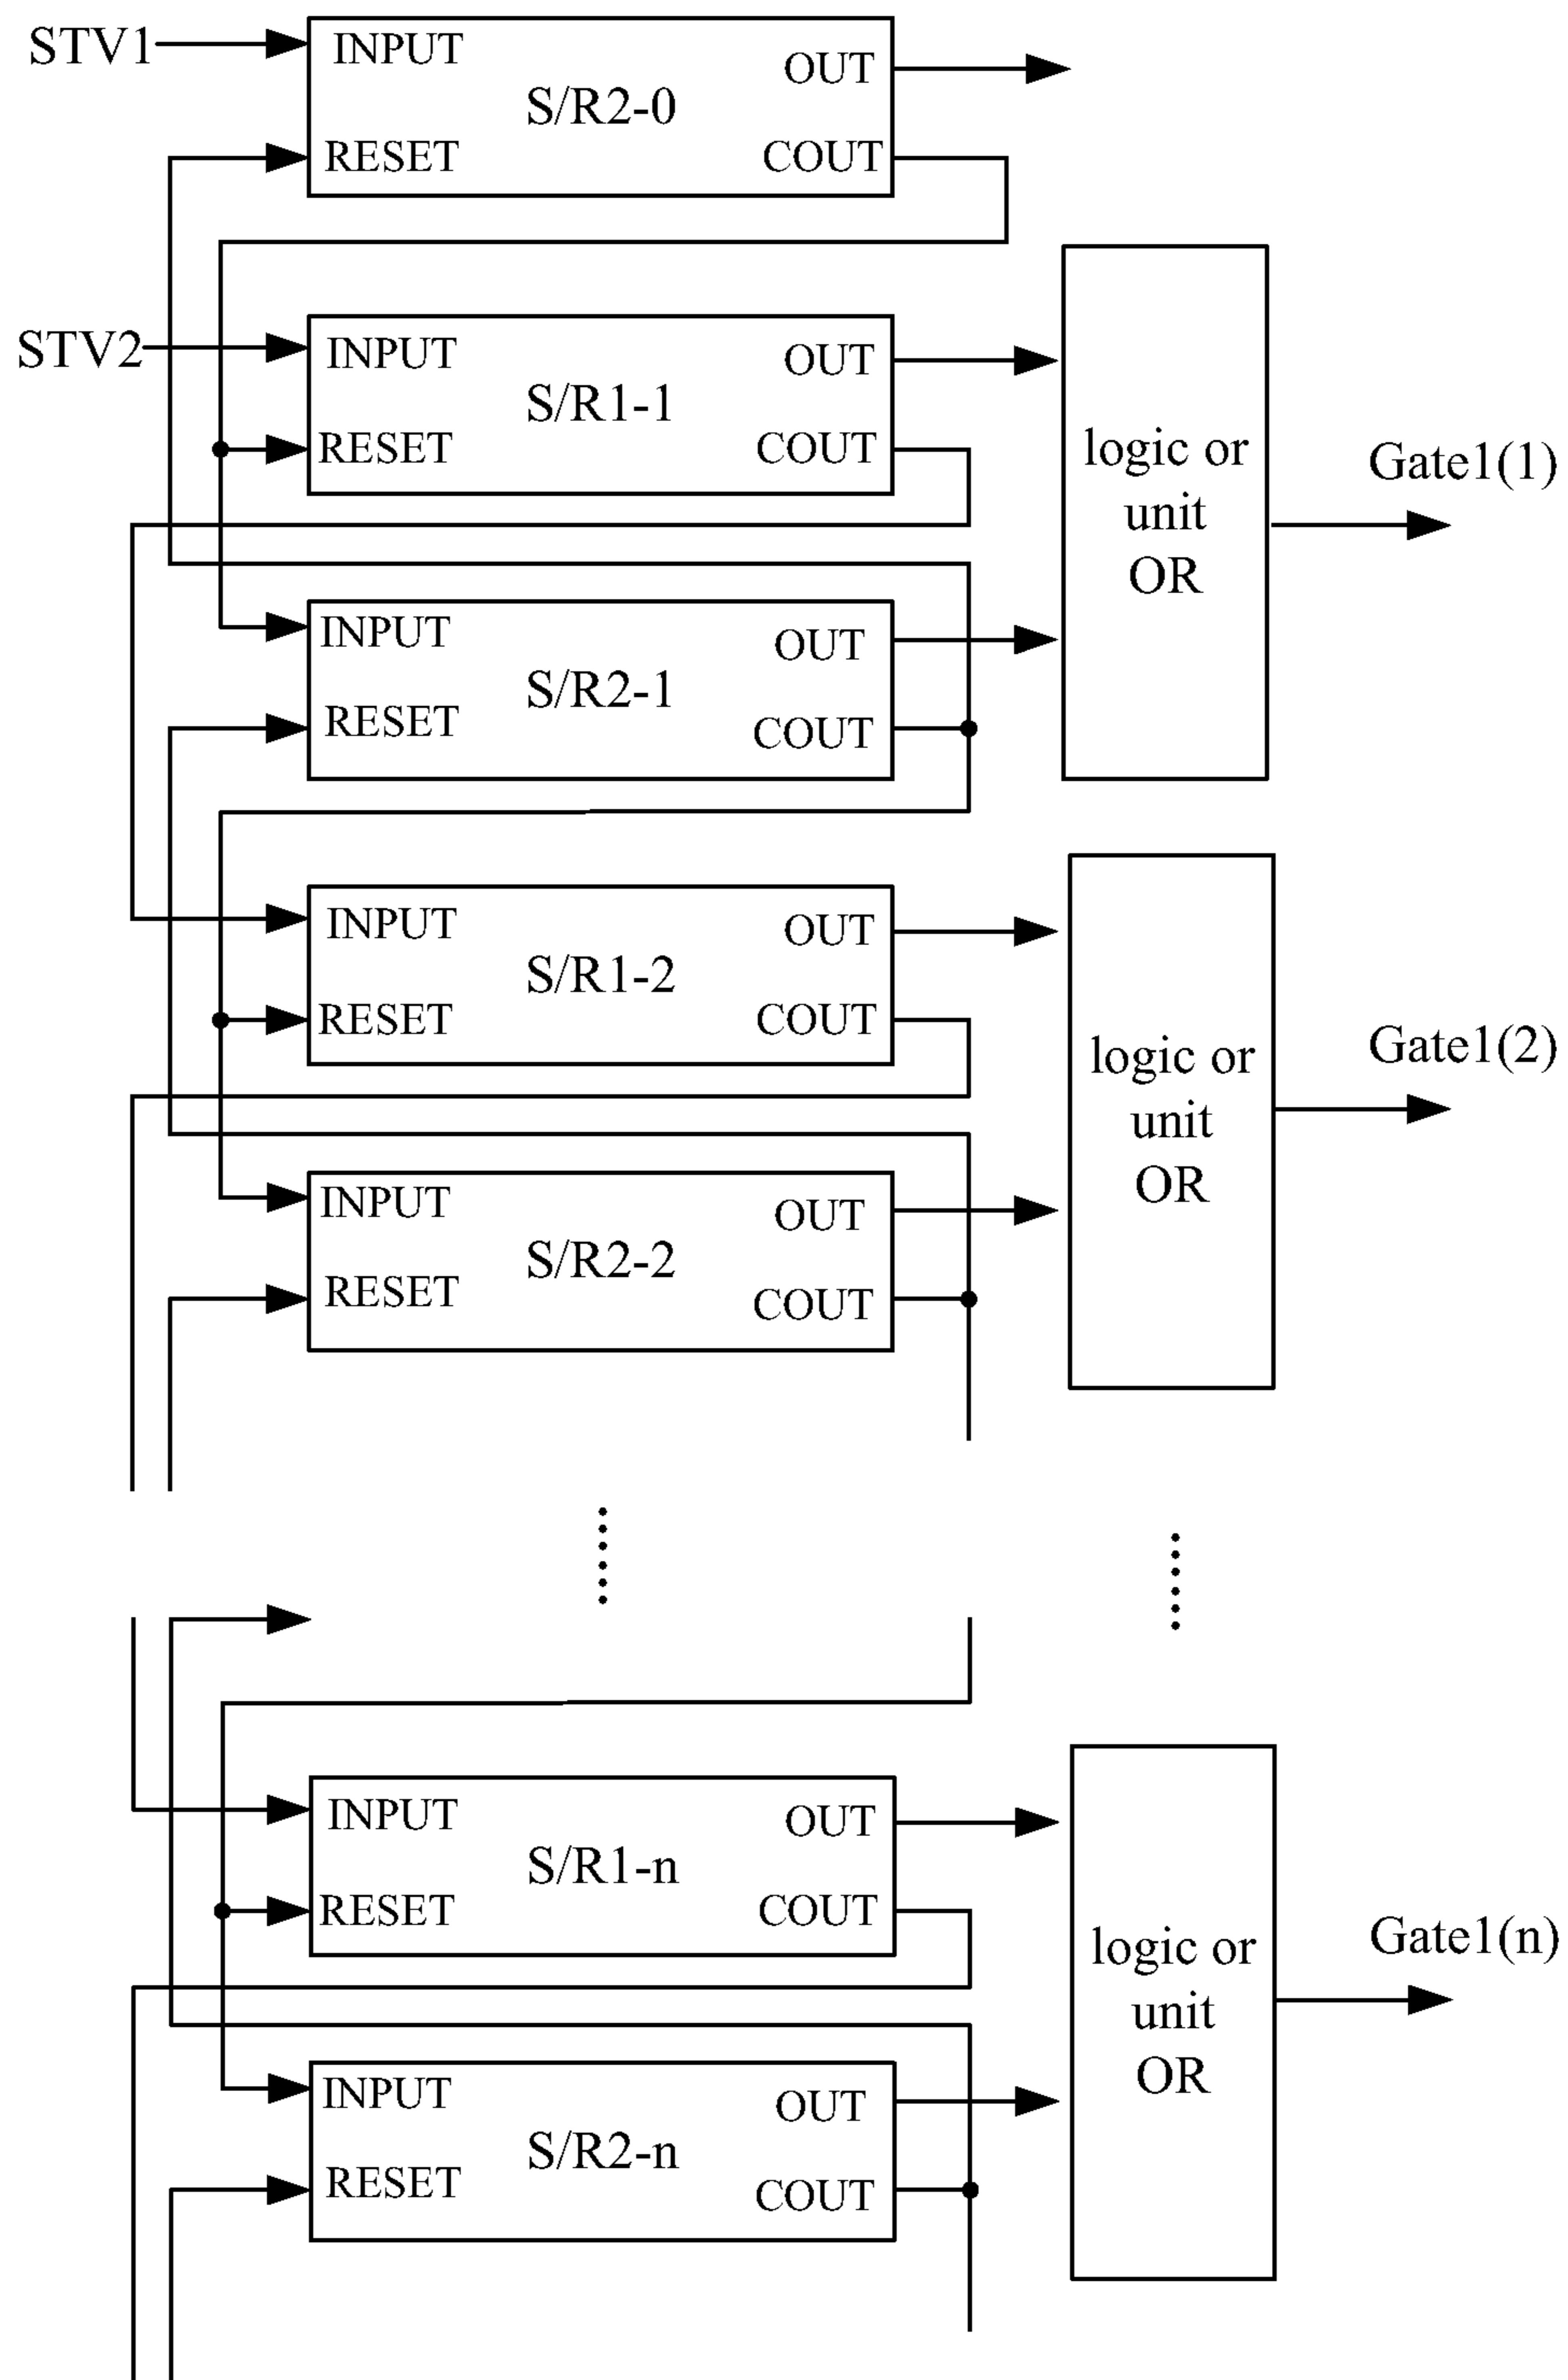 STV1
INPUT
OUT
S/R2-0
RESET
COUT
STV2
INPUT
OUT
S/R1-1
RESET
COUT
logic or
unit
OR
Gate1(1)
INPUT
OUT
S/R2-1
RESET
COUT
INPUT
OUT
S/R1-2
RESET
COUT
logic or
unit
OR
Gate1(2)
INPUT
OUT
S/R2-2
RESET
COUT
INPUT
OUT
S/R1-n
RESET
COUT
logic or
unit
OR
Gate1(n)
INPUT
OUT
S/R2-n
RESET
COUT